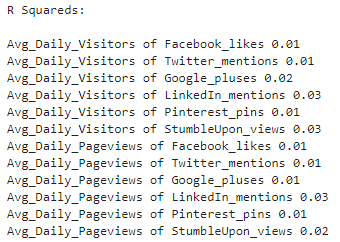 R Squareds:
Avg_Daily_Visitors of Facebook_likes 0.01
Avg_Daily_Visitors of Twitter_mentions 0.01
Avg_Daily_Visitors of Google_pluses 0.02
Avg_Daily_Visitors of LinkedIn_mentions 0.03
Avg_Daily_Visitors of Pinterest_pins 0.01
Avg_Daily_Visitors of StumbleUpon_views 0.03
Avg_Daily_Pageviews of Facebook_likes 0.01
Avg_Daily_Pageviews of Twitter_mentions 0.01
Avg_Daily_Pageviews of Google_pluses 0.01
Avg_Daily_Pageviews of LinkedIn_mentions 0.03
Avg_Daily_Pageviews of Pinterest_pins 0.01
Avg_Daily_Pageviews of StumbleUpon_views 0.02